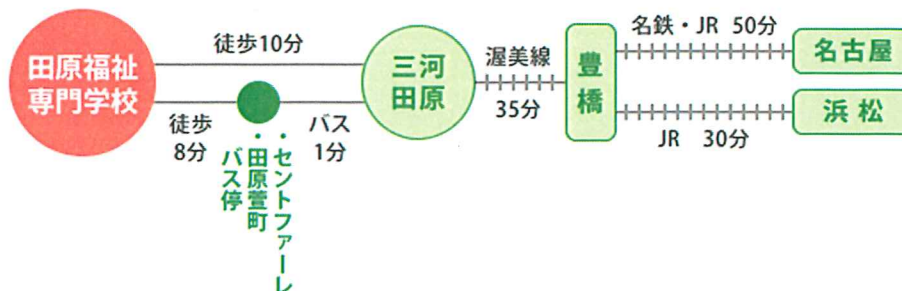 田原福祉
専門学校
徒歩10分
徒歩
8分
バス
1分
・セントファーレ
・田原萱町
バス停
三河
田原
渥美線
35分
豊橋
名鉄・JR 50分
名古屋
JR 30分
浜松